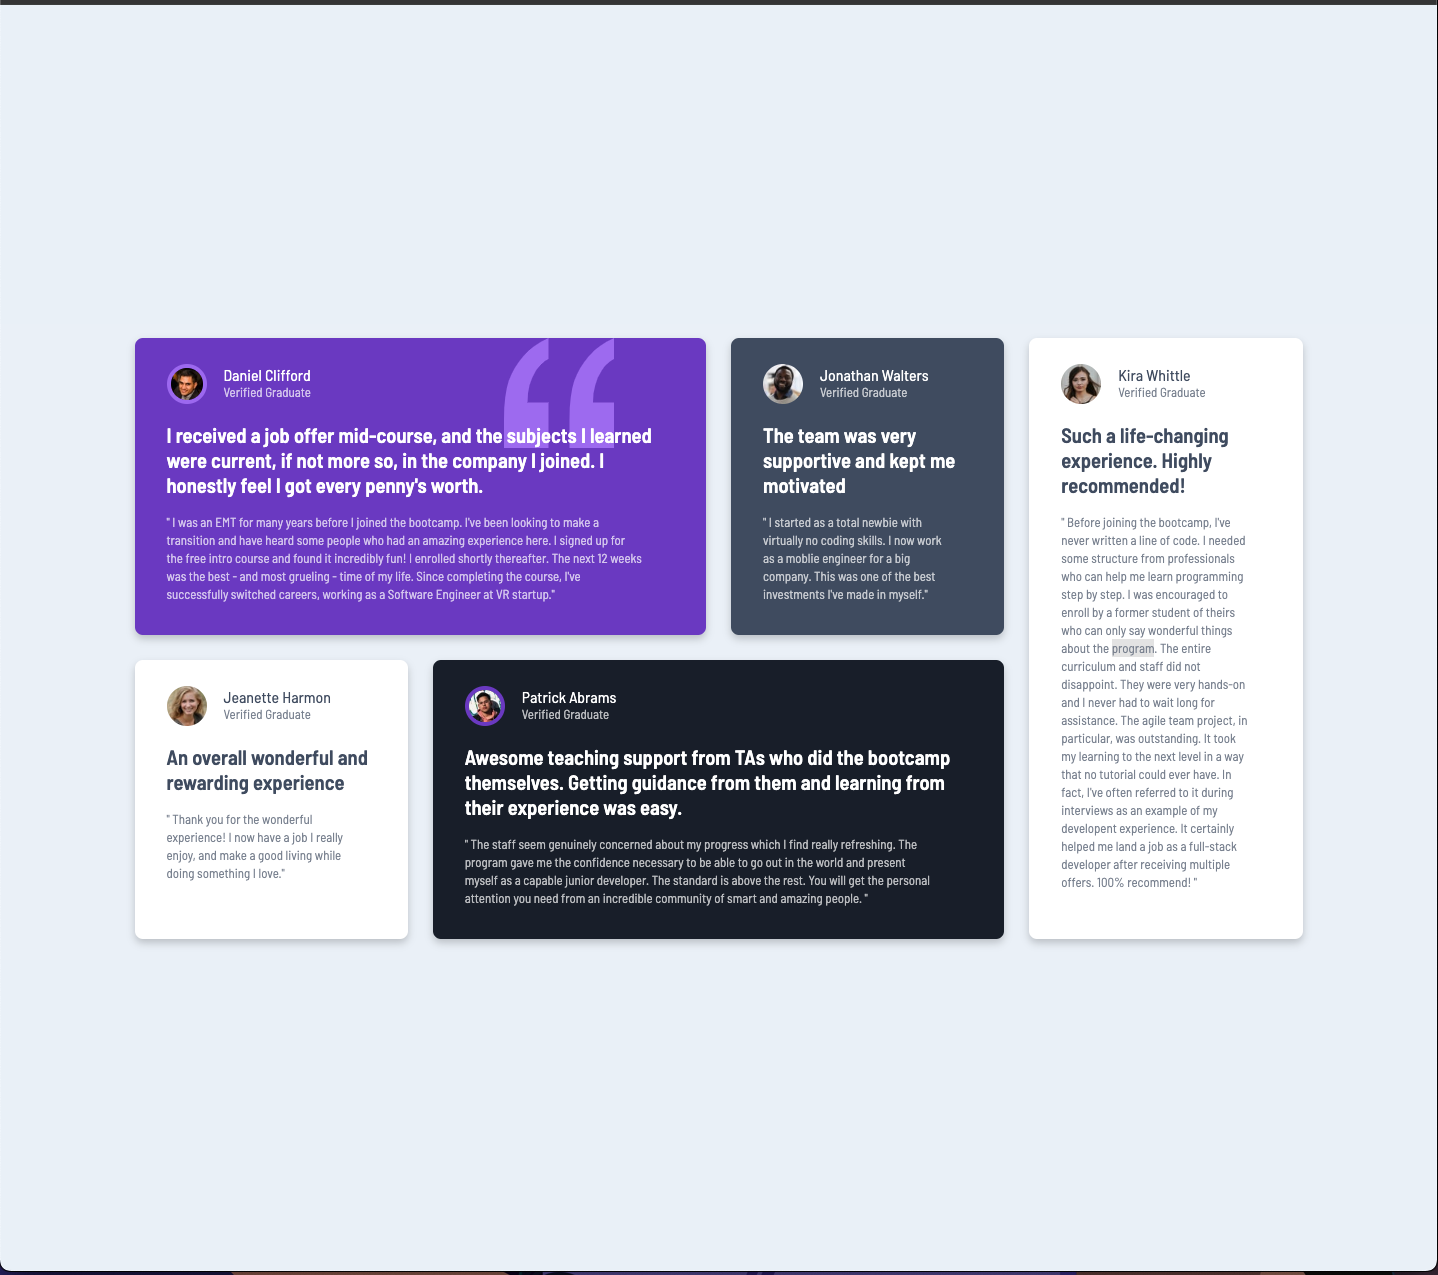 Daniel Clifford
Verified Graduate
I received a job offer mid-course, and the subjects I learned
were current, if not more so, in the company I joined. I
honestly feel I got every penny's worth.
" I was an EMT for many years before I joined the bootcamp. I've been looking to make a
transition and have heard some people who had an amazing experience here. I signed up for
the free intro course and found it incredibly fun! I enrolled shortly thereafter. The next 12 weeks
was the best - and most grueling - time of my life. Since completing the course, I've
successfully switched careers, working as a Software Engineer at VR startup."
Jonathan Walters
Verified Graduate
The team was very
supportive and kept me
motivated
" I started as a total newbie with
virtually no coding skills. I now work
as a moblie engineer for a big
company. This was one of the best
investments I've made in myself."
Kira Whittle
Verified Graduate
Such a life-changing
experience. Highly
recommended!
" Before joining the bootcamp, I've
never written a line of code. I needed
some structure from professionals
who can help me learn programming
step by step. I was encouraged to
enroll by a former student of theirs
who can only say wonderful things
about the program. The entire
curriculum and staff did not
disappoint. They were very hands-on
and I never had to wait long for
assistance. The agile team project, in
particular, was outstanding. It took
my learning to the next level in a way
that no tutorial could ever have. In
fact, I've often referred to it during
interviews as an example of my
developent experience. It certainly
helped me land a job as a full-stack
developer after receiving multiple
offers. 100% recommend! "
Jeanette Harmon
Verified Graduate
An overall wonderful and
rewarding experience
" Thank you for the wonderful
experience! I now have a job I really
enjoy, and make a good living while
doing something I love."
Patrick Abrams
Verified Graduate
Awesome teaching support from TAs who did the bootcamp
themselves. Getting guidance from them and learning from
their experience was easy.
" The staff seem genuinely concerned about my progress which I find really refreshing. The
program gave me the confidence necessary to be able to go out in the world and present
myself as a capable junior developer. The standard is above the rest. You will get the personal
attention you need from an incredible community of smart and amazing people. "